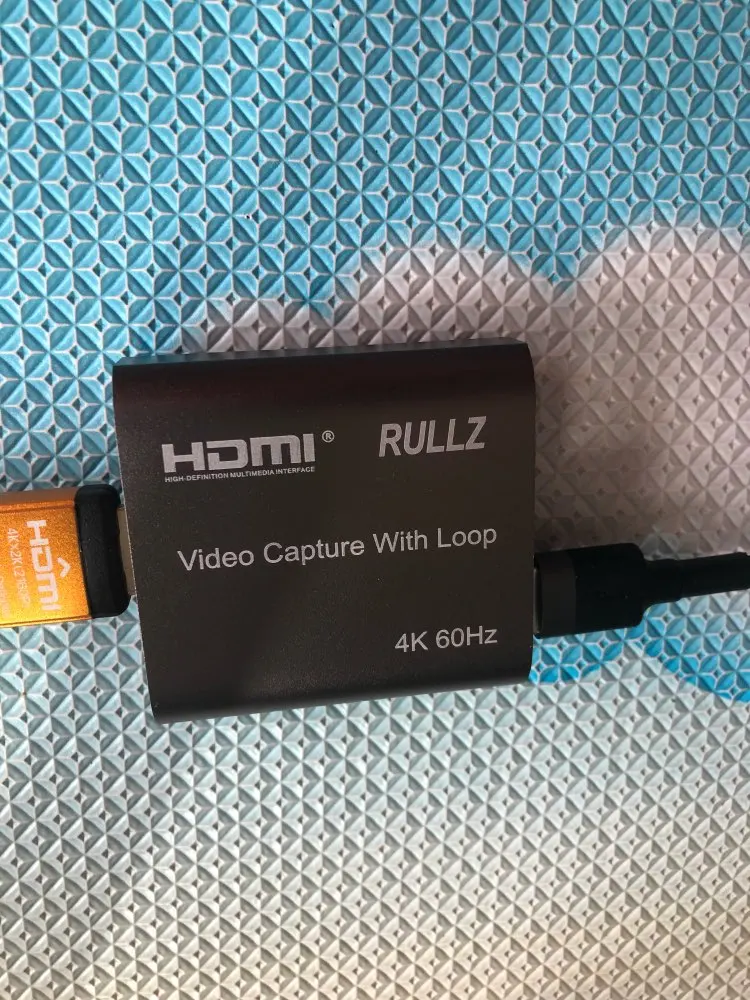 HDMI®
HIGH-DEFINITION MULTIMEDIA INTERFACE
RULLZ
Video Capture With Loop
4K 60Hz
HDMI